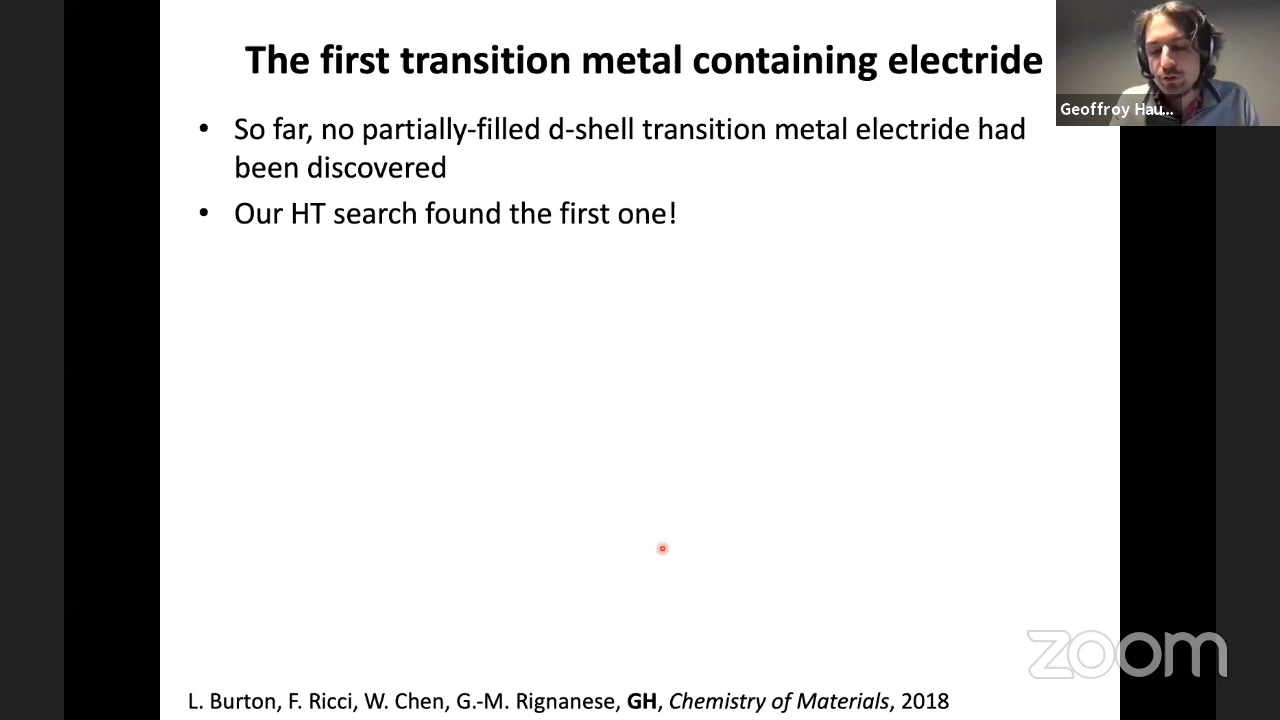 The first transition metal containing electride
Geoffroy Hau...
• So far, no partially-filled d-shell transition metal electride had
been discovered
• Our HT search found the first one!
zoom
L. Burton, F. Ricci, W. Chen, G.-M. Rignanese, GH, Chemistry of Materials, 2018